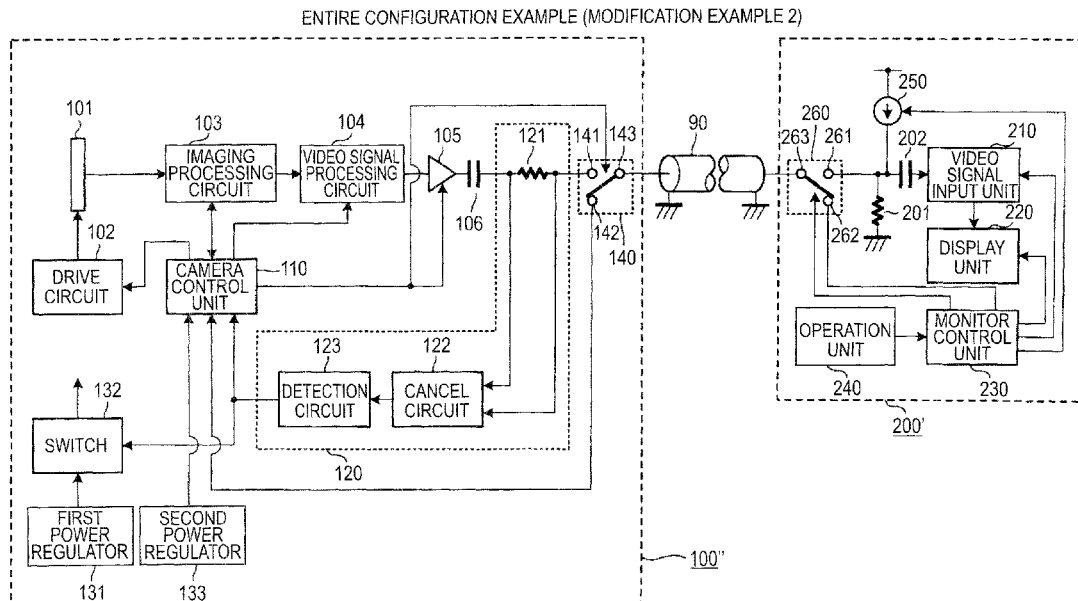 ENTIRE CONFIGURATION EXAMPLE (MODIFICATION EXAMPLE 2)
101
103
104
105
106
121
141
143
90
260
263
261
250
202
210
IMAGING
PROCESSING
CIRCUIT
VIDEO SIGNAL
PROCESSING
CIRCUIT
VIDEO
SIGNAL
INPUT UNIT
201
220
102
110
142
140
262
DRIVE
CIRCUIT
CAMERA
CONTROL
UNIT
DISPLAY
UNIT
123
122
OPERATION
UNIT
MONITOR
CONTROL
UNIT
132
DETECTION
CIRCUIT
CANCEL
CIRCUIT
240
230
200'
SWITCH
120
FIRST
POWER
REGULATOR
SECOND
POWER
REGULATOR
131
133
100"